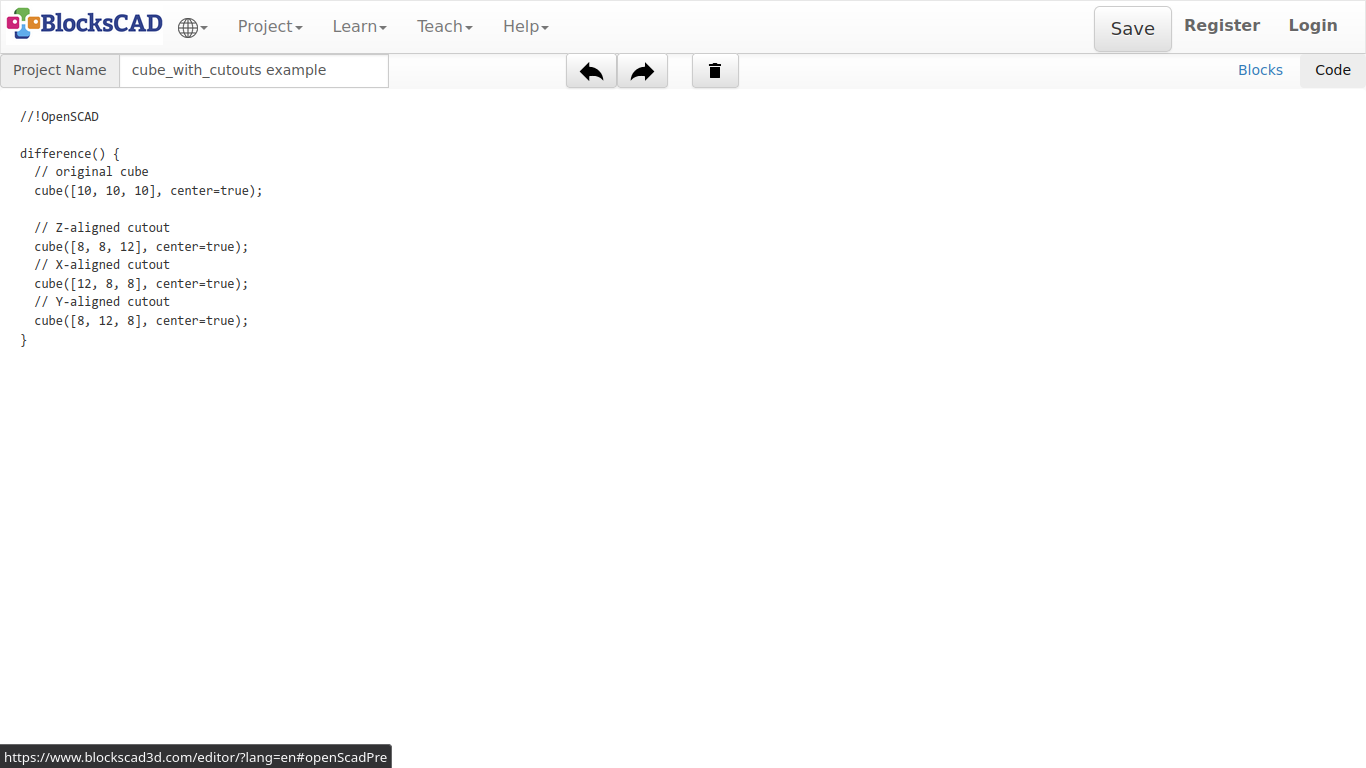 BlocksCAD Project Learn Teach Help Save Register Login
Project Name cube_with_cutouts example Blocks Code
//!OpenSCAD
difference() {
  // original cube
  cube([10, 10, 10], center=true);
  // Z-aligned cutout
  cube([8, 8, 12], center=true);
  // X-aligned cutout
  cube([12, 8, 8], center=true);
  // Y-aligned cutout
  cube([8, 12, 8], center=true);
}
https://www.blockscad3d.com/editor/?lang=en#openScadPre